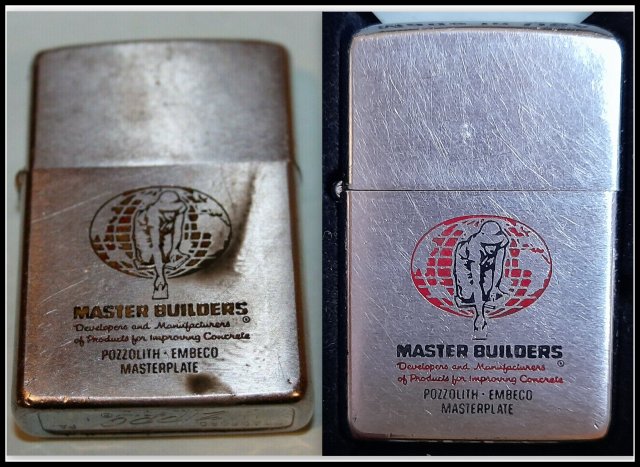 MASTER BUILDERS®
Developers and Manufacturers
of Products for Improving Concrete
POZZOLITH · EMBECO
MASTERPLATE
MASTER BUILDERS®
Developers and Manufacturers
of Products for Improving Concrete
POZZOLITH · EMBECO
MASTERPLATE